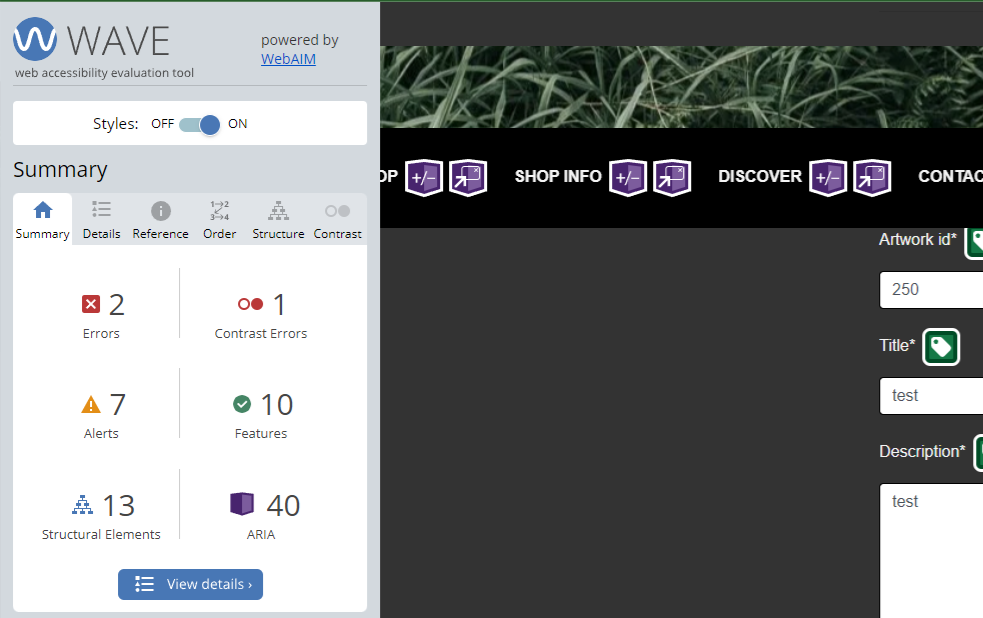 WAVE
web accessibility evaluation tool
powered by
WebAIM
Styles: OFF ON
Summary
Summary Details Reference Order Structure Contrast
2
Errors
1
Contrast Errors
7
Alerts
10
Features
13
Structural Elements
40
ARIA
View details ›
OP +/− SHOP INFO +/− DISCOVER +/− CONTAC
Artwork id*
250
Title*
test
Description*
test